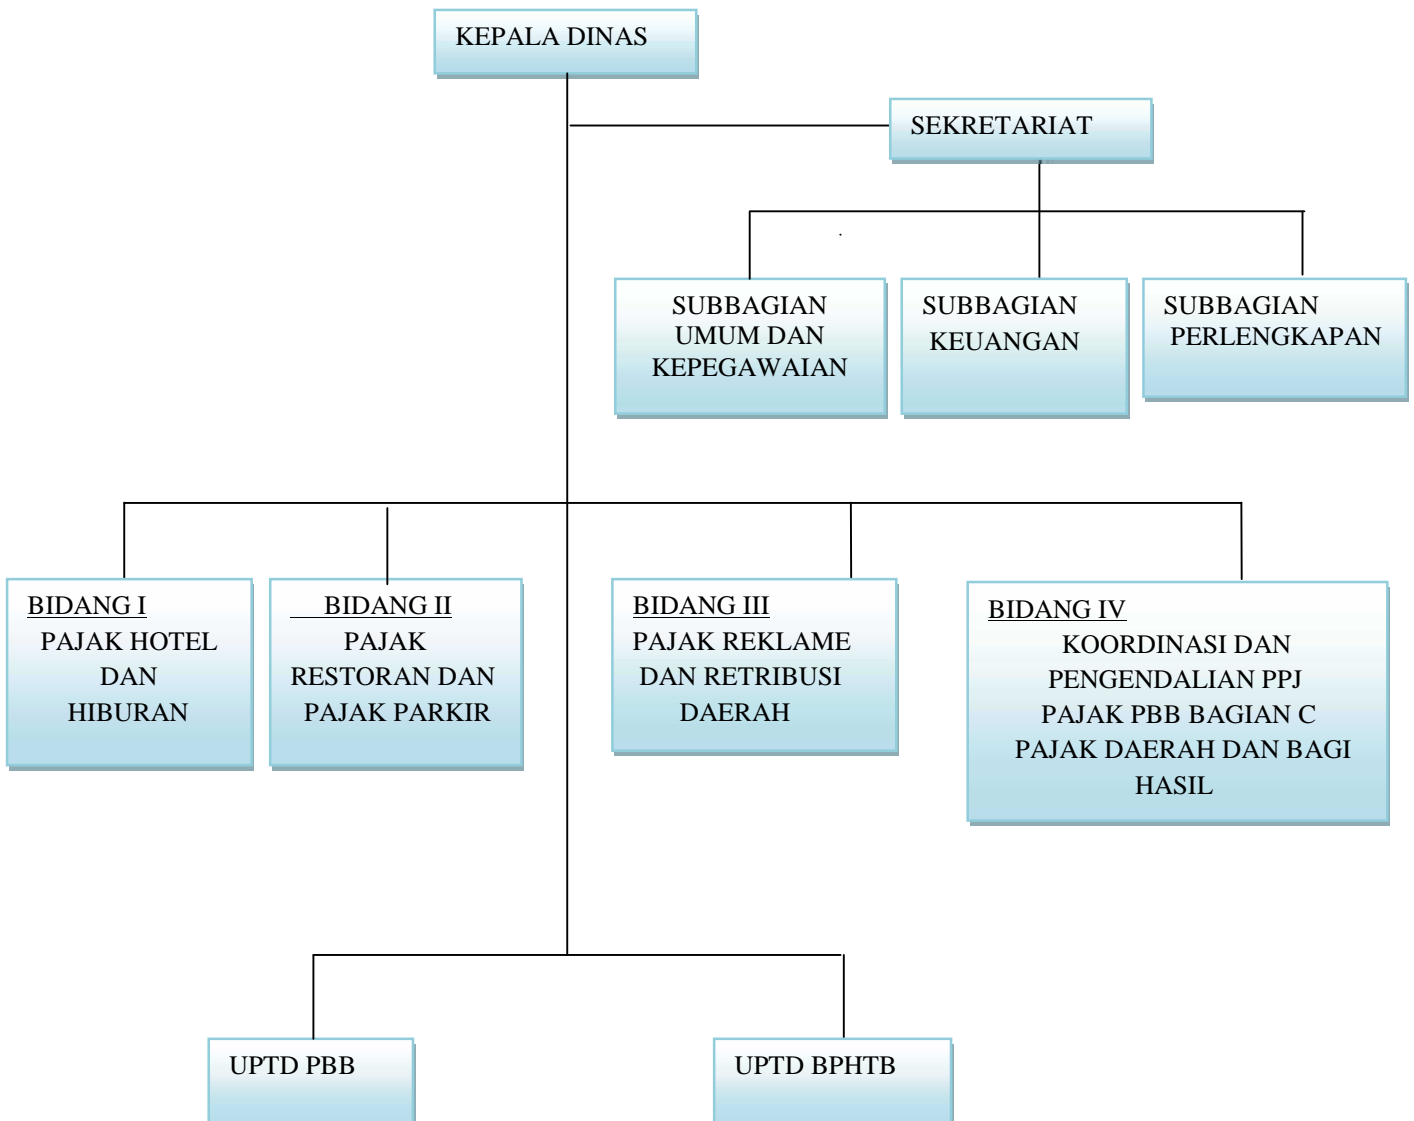 KEPALA DINAS
SEKRETARIAT
SUBBAGIAN
UMUM DAN
KEPEGAWAIAN
SUBBAGIAN
KEUANGAN
SUBBAGIAN
PERLENGKAPAN
BIDANG I
PAJAK HOTEL
DAN
HIBURAN
BIDANG II
PAJAK
RESTORAN DAN
PAJAK PARKIR
BIDANG III
PAJAK REKLAME
DAN RETRIBUSI
DAERAH
BIDANG IV
KOORDINASI DAN
PENGENDALIAN PPJ
PAJAK PBB BAGIAN C
PAJAK DAERAH DAN BAGI
HASIL
UPTD PBB
UPTD BPHTB